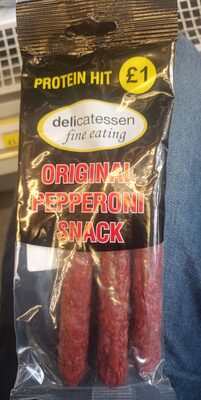 PROTEIN HIT £1
delicatessen
fine eating
ORIGINAL
PEPPERONI
SNACK